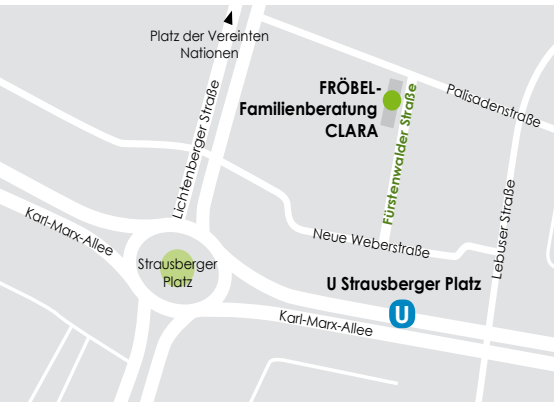 Platz der Vereinten
Nationen
FRÖBEL-
Familienberatung
CLARA
Palisadenstraße
Lichtenberger Straße
Fürstenwalder Straße
Karl-Marx-Allee
Neue Weberstraße
Lebuser Straße
Strausberger
Platz
U Strausberger Platz
U
Karl-Marx-Allee